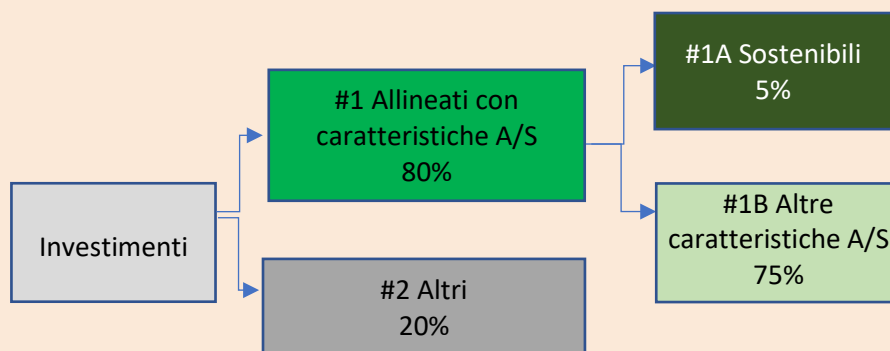 #1A Sostenibili
5%
#1 Allineati con
caratteristiche A/S
80%
#1B Altre
caratteristiche A/S
75%
Investimenti
#2 Altri
20%